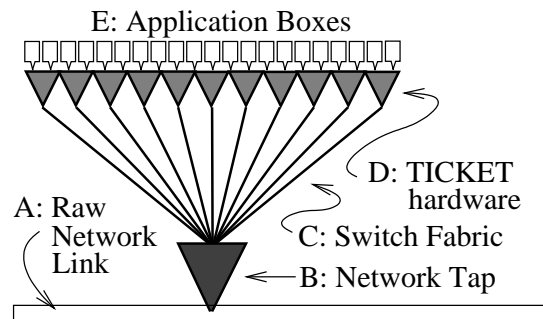 E: Application Boxes
D: TICKET
hardware
A: Raw
Network
Link
C: Switch Fabric
B: Network Tap